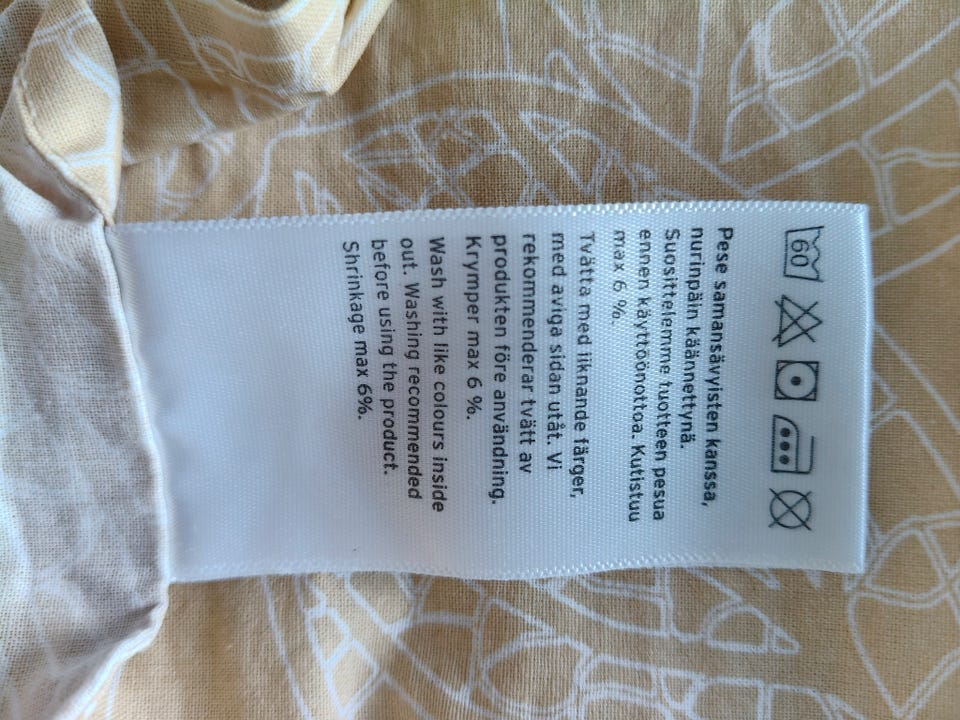 60
Pese samansävyisten kanssa,
nurinpäin käännettynä.
Suosittelemme tuotteen pesua
ennen käyttöönottoa. Kutistuu
max 6 %.
Tvätta med liknande färger,
med aviga sidan utåt. Vi
rekommenderar tvätt av
produkten före användning.
Krymper max 6 %.
Wash with like colours inside
out. Washing recommended
before using the product.
Shrinkage max 6%.